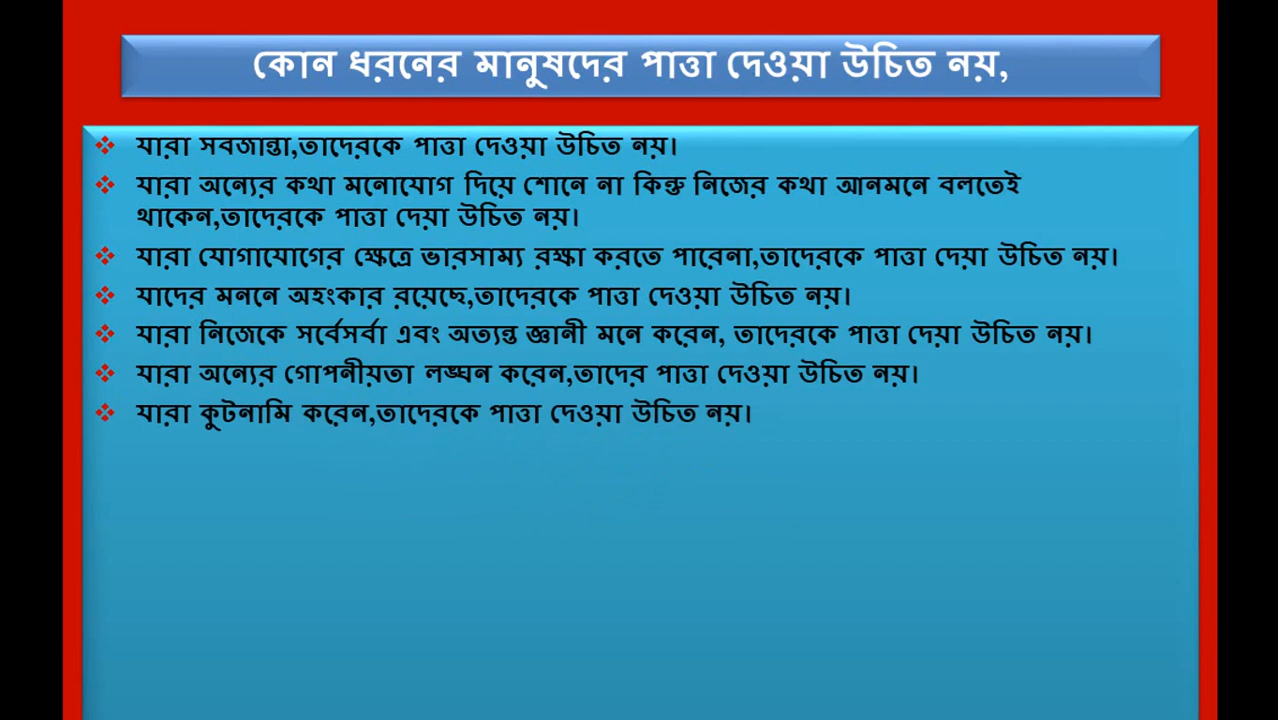 কোন ধরনের মানুষদের পাত্তা দেওয়া উচিত নয়,
❖ যারা সবজান্তা,তাদেরকে পাত্তা দেওয়া উচিত নয়।
❖ যারা অন্যের কথা মনোযোগ দিয়ে শোনে না কিন্তু নিজের কথা আনমনে বলতেই
থাকেন,তাদেরকে পাত্তা দেয়া উচিত নয়।
❖ যারা যোগাযোগের ক্ষেত্রে ভারসাম্য রক্ষা করতে পারেনা,তাদেরকে পাত্তা দেয়া উচিত নয়।
❖ যাদের মননে অহংকার রয়েছে,তাদেরকে পাত্তা দেওয়া উচিত নয়।
❖ যারা নিজেকে সর্বেসর্বা এবং অত্যন্ত জ্ঞানী মনে করেন, তাদেরকে পাত্তা দেয়া উচিত নয়।
❖ যারা অন্যের গোপনীয়তা লঙ্ঘন করেন,তাদের পাত্তা দেওয়া উচিত নয়।
❖ যারা কুটনামি করেন,তাদেরকে পাত্তা দেওয়া উচিত নয়।